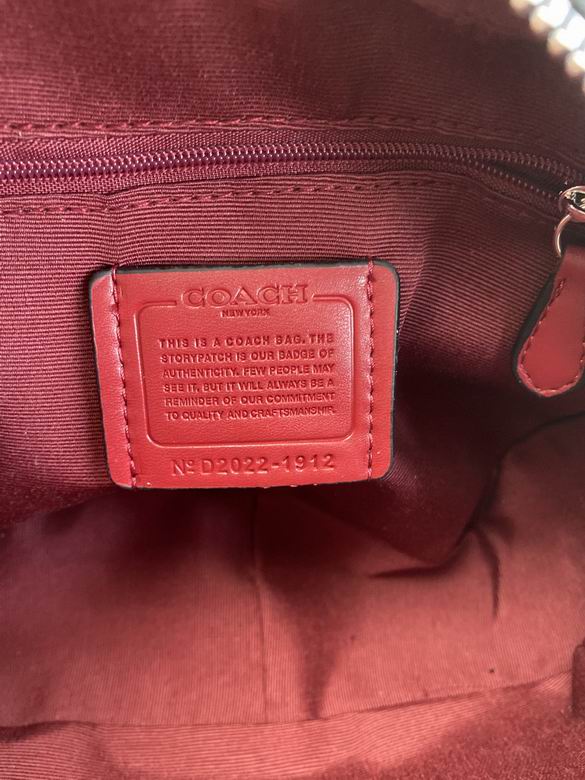 COACH
NEW YORK
THIS IS A COACH BAG. THE
STORYPATCH IS OUR BADGE OF
AUTHENTICITY. FEW PEOPLE MAY
SEE IT, BUT IT WILL ALWAYS BE A
REMINDER OF OUR COMMITMENT
TO QUALITY AND CRAFTSMANSHIP.
Nº D2022-1912